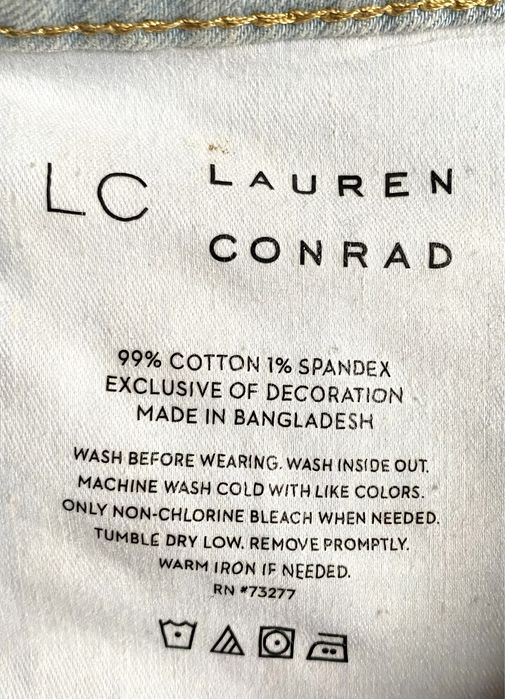 LC LAUREN
CONRAD
99% COTTON 1% SPANDEX
EXCLUSIVE OF DECORATION
MADE IN BANGLADESH
WASH BEFORE WEARING. WASH INSIDE OUT.
MACHINE WASH COLD WITH LIKE COLORS.
ONLY NON-CHLORINE BLEACH WHEN NEEDED.
TUMBLE DRY LOW. REMOVE PROMPTLY.
WARM IRON IF NEEDED.
RN #73277